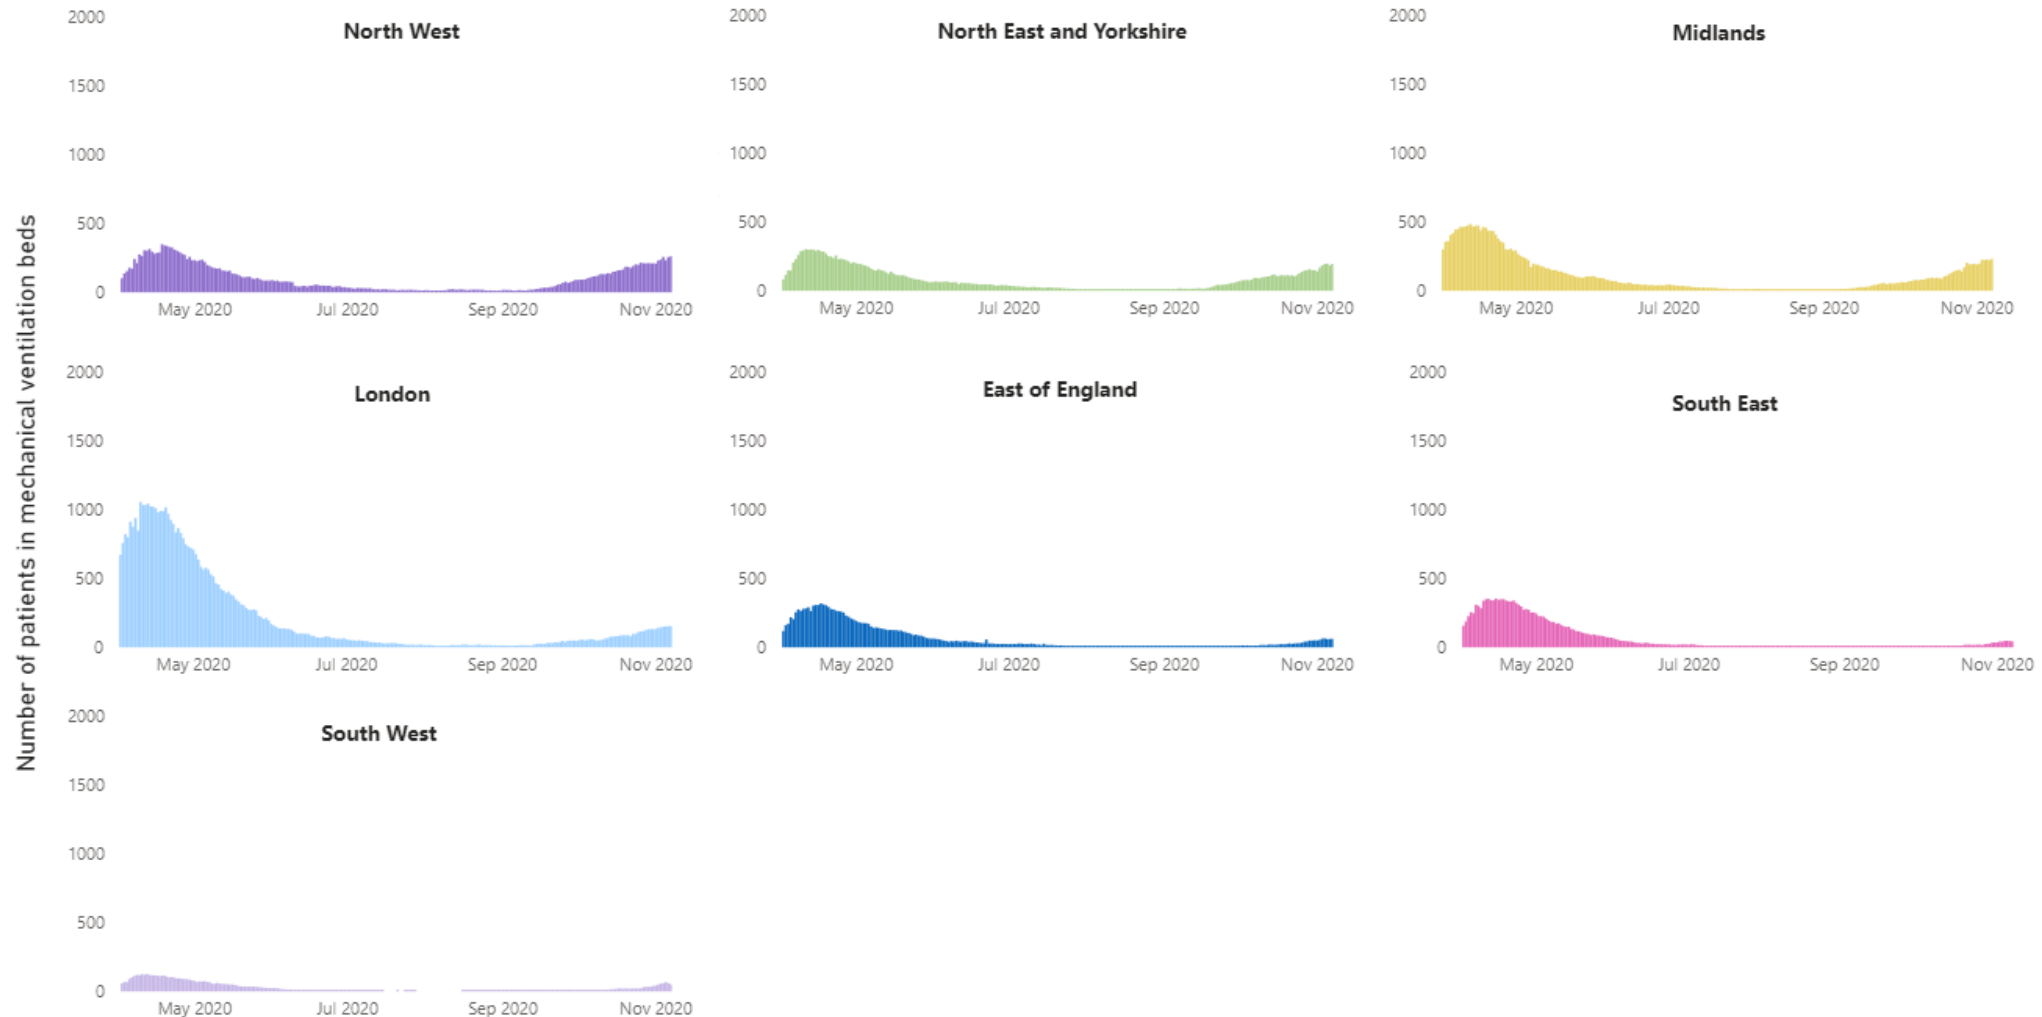 Number of patients in mechanical ventilation beds
North West
2000
1500
1000
500
0
May 2020 Jul 2020 Sep 2020 Nov 2020
North East and Yorkshire
2000
1500
1000
500
0
May 2020 Jul 2020 Sep 2020 Nov 2020
Midlands
2000
1500
1000
500
0
May 2020 Jul 2020 Sep 2020 Nov 2020
London
2000
1500
1000
500
0
May 2020 Jul 2020 Sep 2020 Nov 2020
East of England
2000
1500
1000
500
0
May 2020 Jul 2020 Sep 2020 Nov 2020
South East
2000
1500
1000
500
0
May 2020 Jul 2020 Sep 2020 Nov 2020
South West
2000
1500
1000
500
0
May 2020 Jul 2020 Sep 2020 Nov 2020